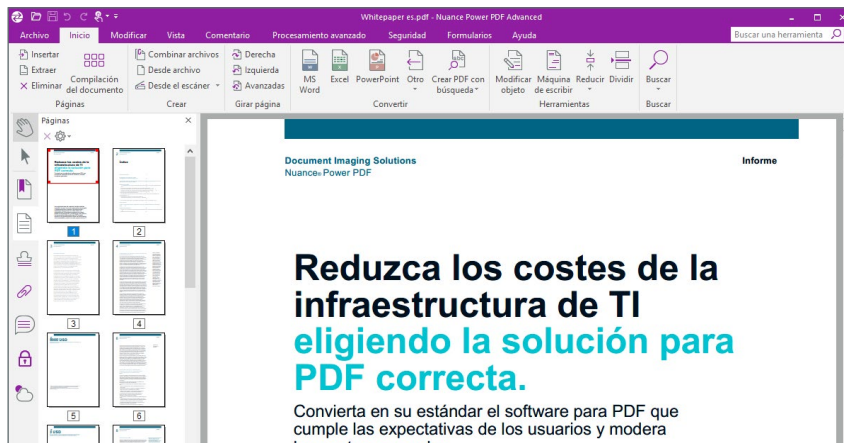 Whitepaper es.pdf - Nuance Power PDF Advanced
Archivo Inicio Modificar Vista Comentario Procesamiento avanzado Seguridad Formularios Ayuda Buscar una herramienta
Insertar
Extraer
Eliminar
Compilación
del documento
Páginas
Combinar archivos
Desde archivo
Desde el escáner
Crear
Derecha
Izquierda
Avanzadas
Girar página
MS
Word
Excel
PowerPoint
Otro
Crear PDF con
búsqueda
Convertir
Modificar
objeto
Máquina
de escribir
Reducir
Dividir
Herramientas
Buscar
Buscar
Páginas
1
2
3
4
5
6
Document Imaging Solutions
Nuance® Power PDF
Informe
Reduzca los costes de la
infraestructura de TI
eligiendo la solución para
PDF correcta.
Convierta en su estándar el software para PDF que
cumple las expectativas de los usuarios y modera